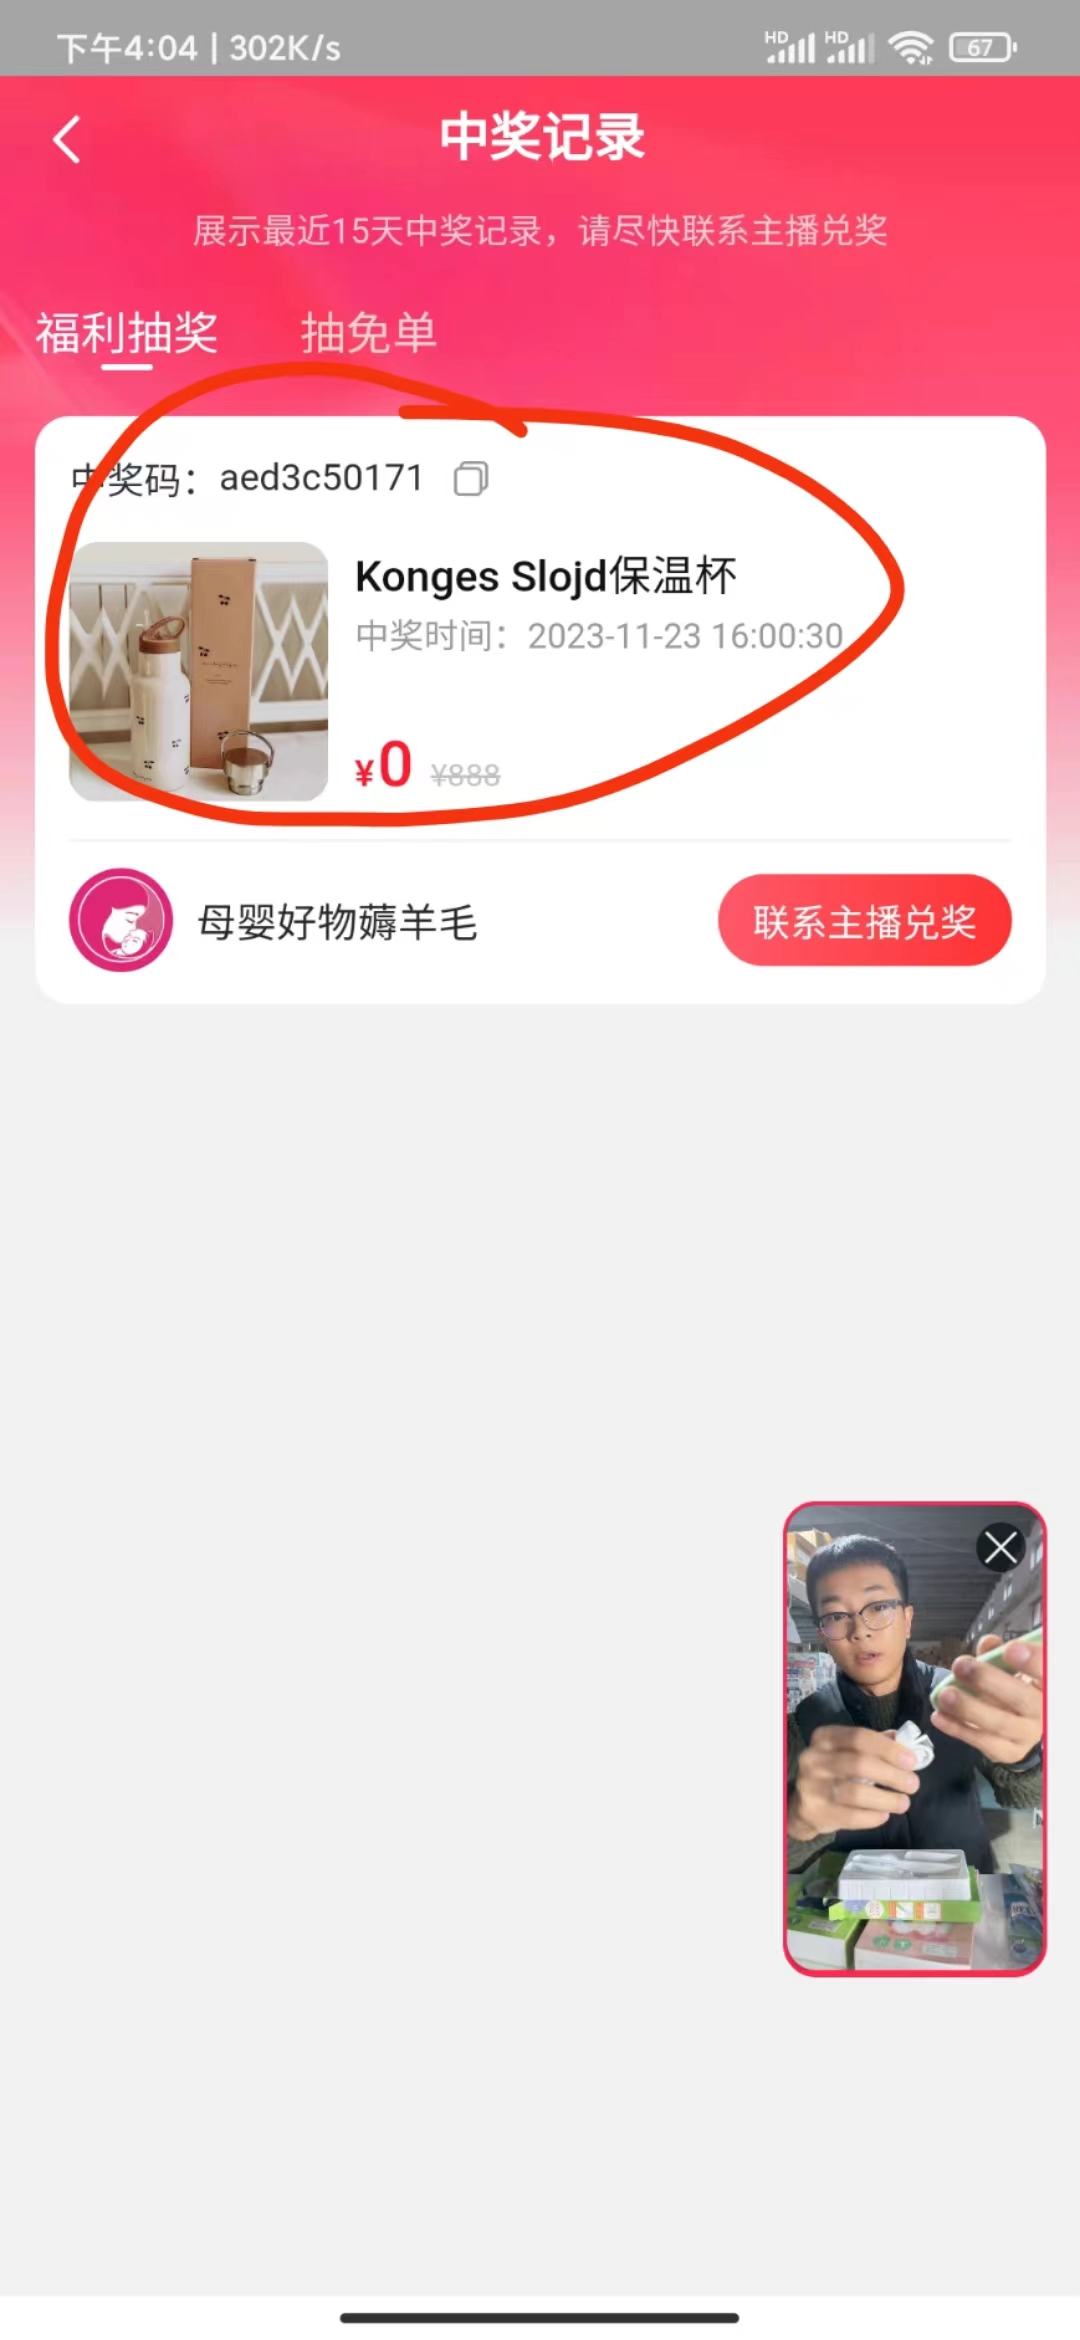 下午4:04 | 302K/s
HD HD 67
中奖记录
展示最近15天中奖记录，请尽快联系主播兑奖
福利抽奖 抽免单
中奖码：aed3c50171
Konges Slojd保温杯
中奖时间：2023-11-23 16:00:30
¥0 ¥888
母婴好物薅羊毛
联系主播兑奖